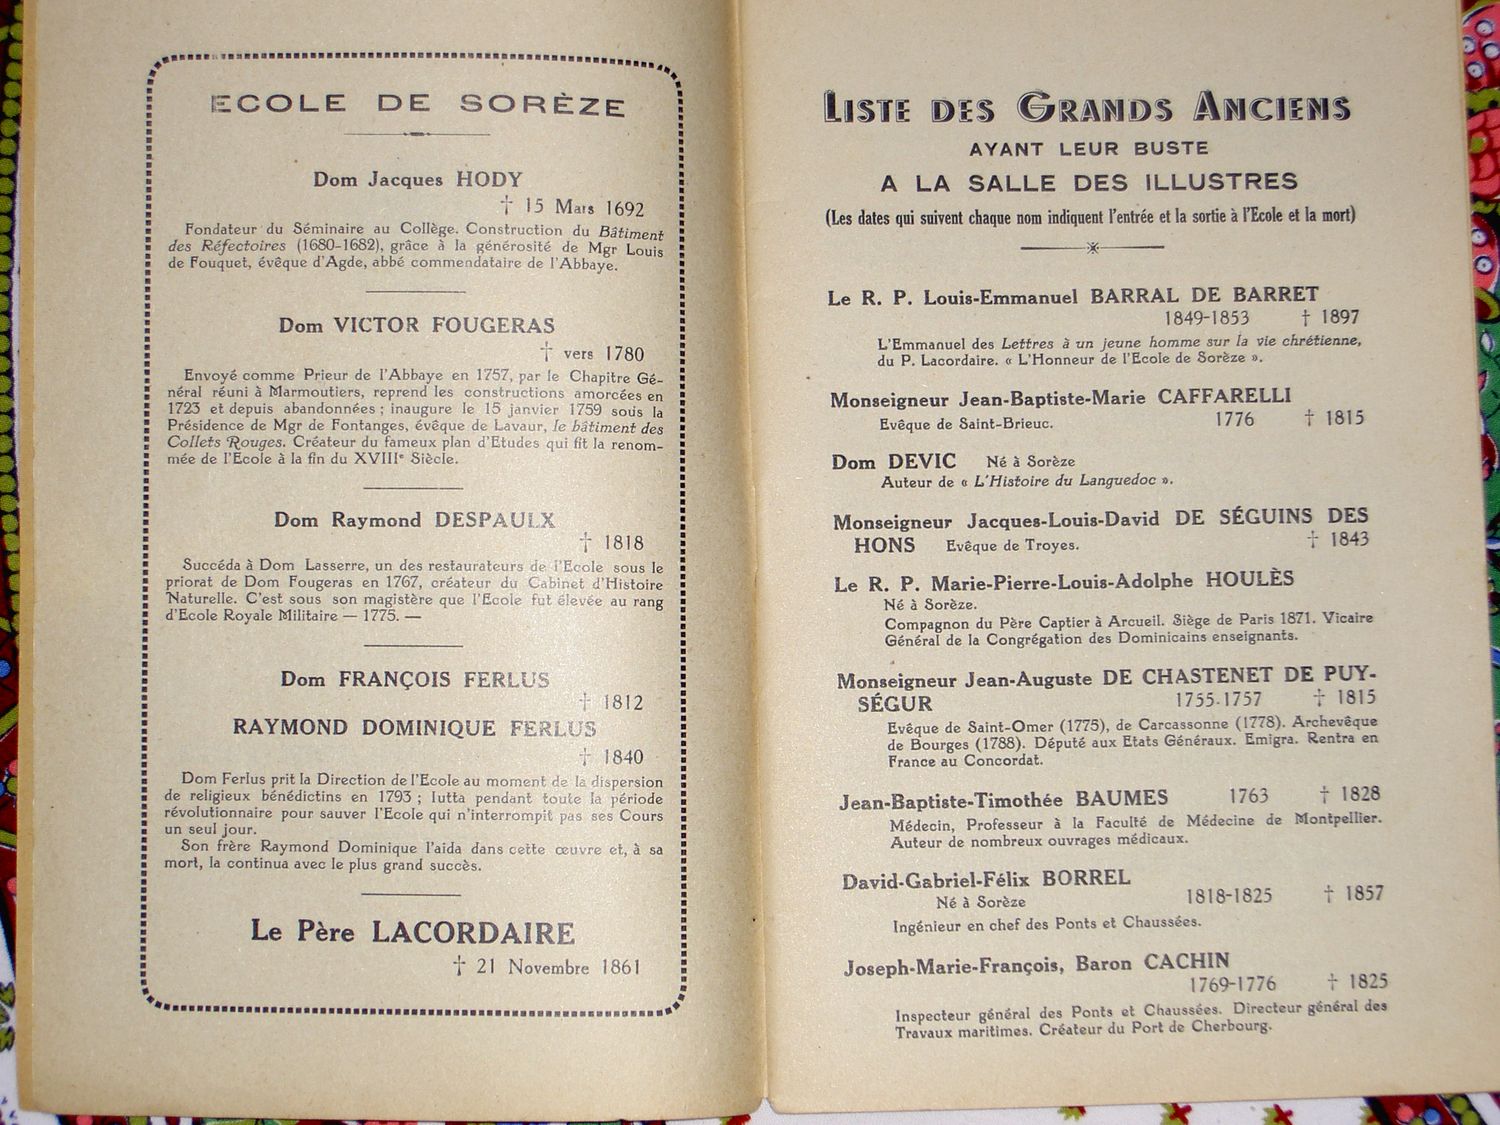 ECOLE DE SORÈZE
Dom Jacques HODY
† 15 Mars 1692
Fondateur du Séminaire au Collège. Construction du Bâtiment
des Réfectoires (1680-1682), grâce à la générosité de Mgr Louis
de Fouquet, évêque d'Agde, abbé commendataire de l'Abbaye.
Dom VICTOR FOUGERAS
† vers 1780
Envoyé comme Prieur de l'Abbaye en 1757, par le Chapitre Gé-
néral réuni à Marmoutiers, reprend les constructions amorcées en
1723 et depuis abandonnées ; inaugure le 15 janvier 1759 sous la
Présidence de Mgr de Fontanges, évêque de Lavaur, le bâtiment des
Collets Rouges. Créateur du fameux plan d'Etudes qui fit la renom-
mée de l'Ecole à la fin du XVIIIe Siècle.
Dom Raymond DESPAULX
† 1818
Succéda à Dom Lasserre, un des restaurateurs de l'Ecole sous le
priorat de Dom Fougeras en 1767, créateur du Cabinet d'Histoire
Naturelle. C'est sous son magistère que l'Ecole fut élevée au rang
d'Ecole Royale Militaire — 1775. —
Dom FRANÇOIS FERLUS
† 1812
RAYMOND DOMINIQUE FERLUS
† 1840
Dom Ferlus prit la Direction de l'Ecole au moment de la dispersion
de religieux bénédictins en 1793 ; lutta pendant toute la période
révolutionnaire pour sauver l'Ecole qui n'interrompit pas ses Cours
un seul jour.
Son frère Raymond Dominique l'aida dans cette œuvre et, à sa
mort, la continua avec le plus grand succès.
Le Père LACORDAIRE
† 21 Novembre 1861
LISTE DES GRANDS ANCIENS
AYANT LEUR BUSTE
A LA SALLE DES ILLUSTRES
(Les dates qui suivent chaque nom indiquent l'entrée et la sortie à l'Ecole et la mort)
Le R. P. Louis-Emmanuel BARRAL DE BARRET
1849-1853 † 1897
L'Emmanuel des Lettres à un jeune homme sur la vie chrétienne,
du P. Lacordaire. « L'Honneur de l'Ecole de Sorèze ».
Monseigneur Jean-Baptiste-Marie CAFFARELLI
Evêque de Saint-Brieuc. 1776 † 1815
Dom DEVIC Né à Sorèze
Auteur de « L'Histoire du Languedoc ».
Monseigneur Jacques-Louis-David DE SÉGUINS DES
HONS Evêque de Troyes. † 1843
Le R. P. Marie-Pierre-Louis-Adolphe HOULÈS
Né à Sorèze.
Compagnon du Père Captier à Arcueil. Siège de Paris 1871. Vicaire
Général de la Congrégation des Dominicains enseignants.
Monseigneur Jean-Auguste DE CHASTENET DE PUY-
SÉGUR 1755-1757 † 1815
Evêque de Saint-Omer (1775), de Carcassonne (1778). Archevêque
de Bourges (1788). Député aux Etats Généraux. Emigra. Rentra en
France au Concordat.
Jean-Baptiste-Timothée BAUMES 1763 † 1828
Médecin, Professeur à la Faculté de Médecine de Montpellier.
Auteur de nombreux ouvrages médicaux.
David-Gabriel-Félix BORREL
Né à Sorèze 1818-1825 † 1857
Ingénieur en chef des Ponts et Chaussées.
Joseph-Marie-François, Baron CACHIN
1769-1776 † 1825
Inspecteur général des Ponts et Chaussées. Directeur général des
Travaux maritimes. Créateur du Port de Cherbourg.